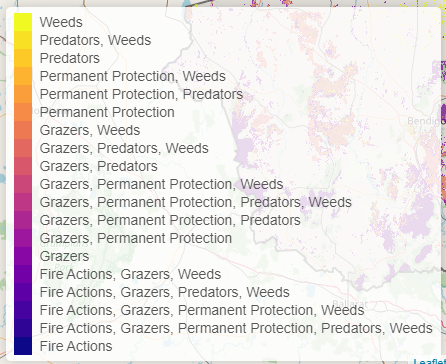 Weeds
Predators, Weeds
Predators
Permanent Protection, Weeds
Permanent Protection, Predators
Permanent Protection
Grazers, Weeds
Grazers, Predators, Weeds
Grazers, Predators
Grazers, Permanent Protection, Weeds
Grazers, Permanent Protection, Predators, Weeds
Grazers, Permanent Protection, Predators
Grazers, Permanent Protection
Grazers
Fire Actions, Grazers, Weeds
Fire Actions, Grazers, Predators, Weeds
Fire Actions, Grazers, Permanent Protection, Weeds
Fire Actions, Grazers, Permanent Protection, Predators, Weeds
Fire Actions
Bendig
Ballarat
Leaflet